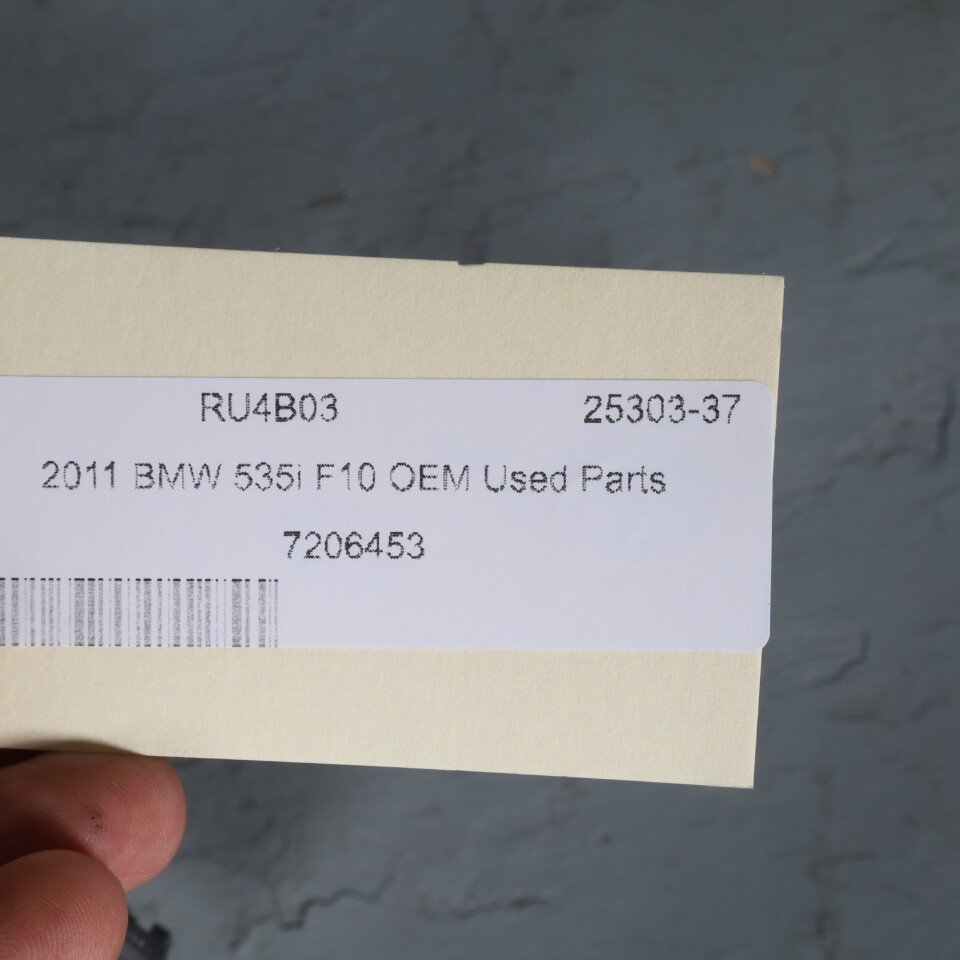 RU4B03 25303-37
2011 BMW 535i F10 OEM Used Parts
7206453